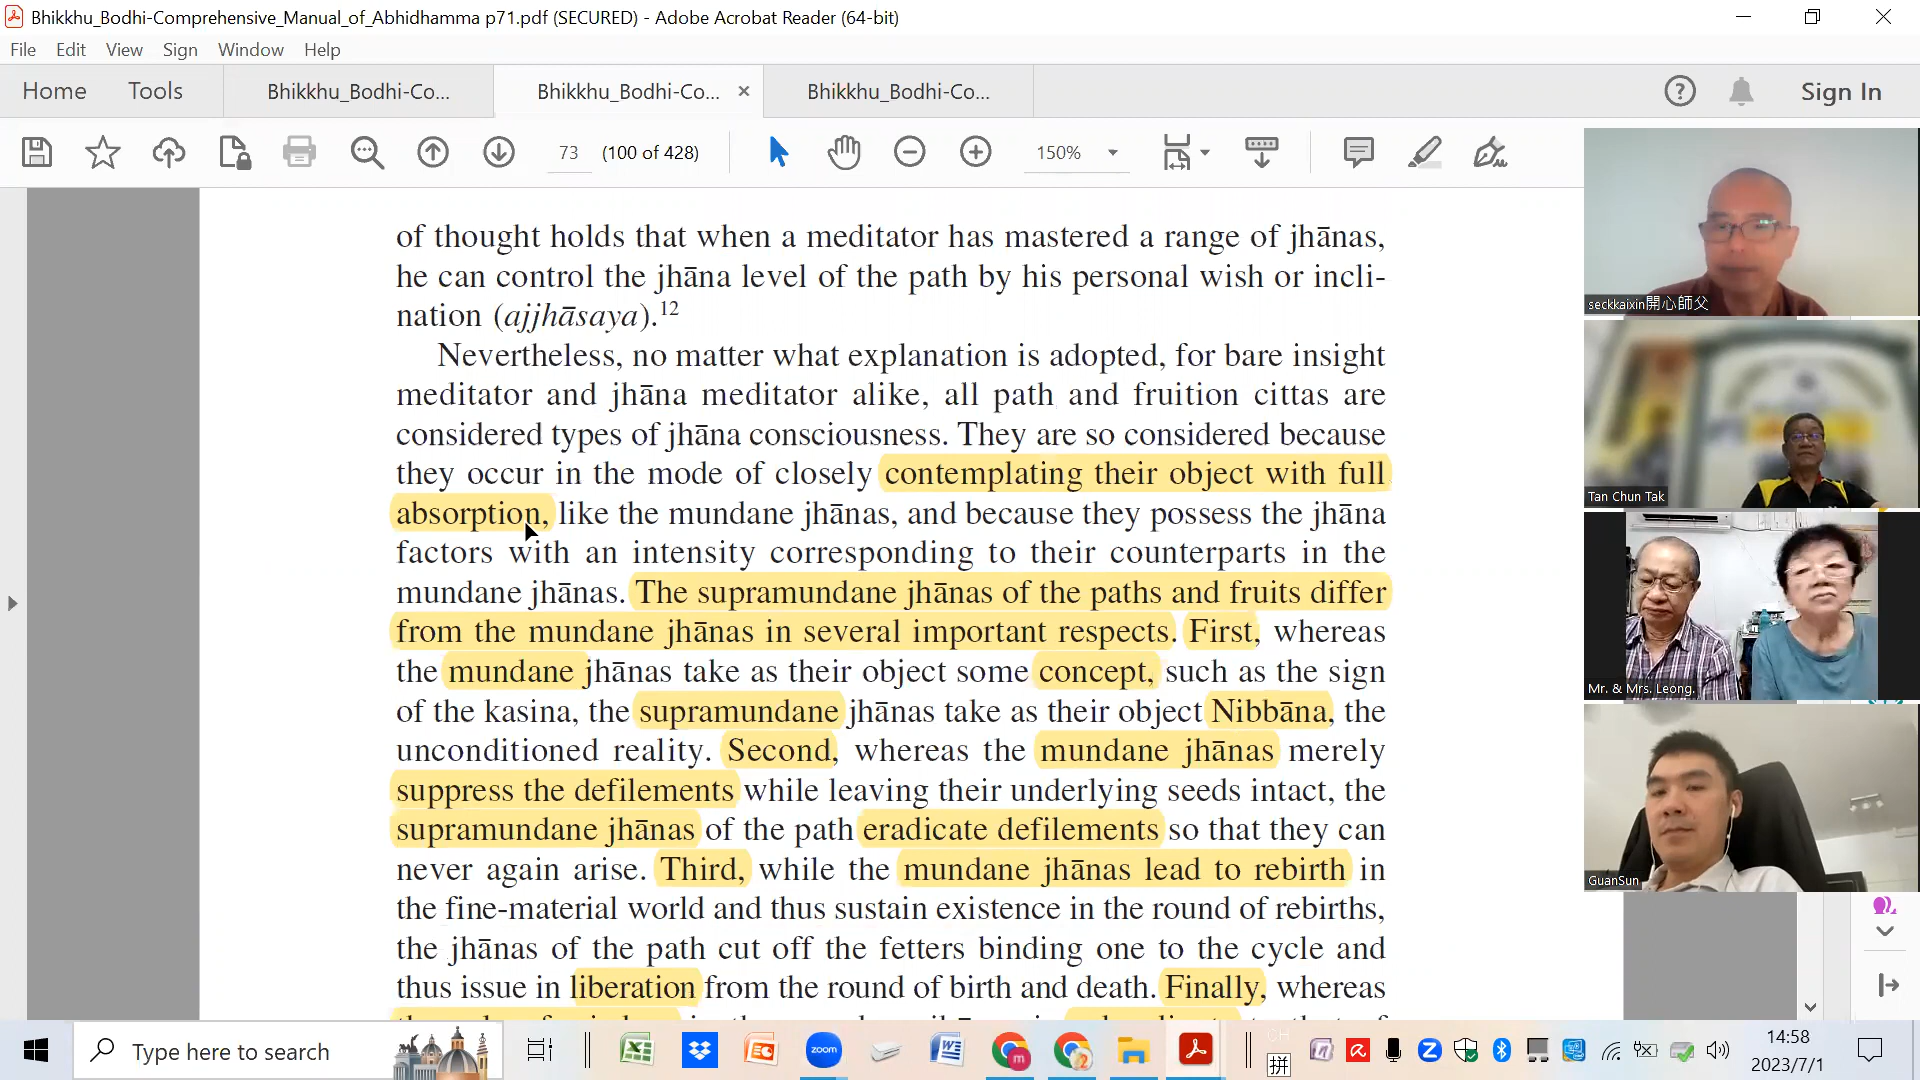 Bhikkhu_Bodhi-Comprehensive_Manual_of_Abhidhamma p71.pdf (SECURED) - Adobe Acrobat Reader (64-bit)
File Edit View Sign Window Help
Home Tools Bhikkhu_Bodhi-Co... Bhikkhu_Bodhi-Co... × Bhikkhu_Bodhi-Co... Sign In
73 (100 of 428) 150%
of thought holds that when a meditator has mastered a range of jhānas,
he can control the jhāna level of the path by his personal wish or incli-
nation (ajjhāsaya).12
Nevertheless, no matter what explanation is adopted, for bare insight
meditator and jhāna meditator alike, all path and fruition cittas are
considered types of jhāna consciousness. They are so considered because
they occur in the mode of closely contemplating their object with full
absorption, like the mundane jhānas, and because they possess the jhāna
factors with an intensity corresponding to their counterparts in the
mundane jhānas. The supramundane jhānas of the paths and fruits differ
from the mundane jhānas in several important respects. First, whereas
the mundane jhānas take as their object some concept, such as the sign
of the kasina, the supramundane jhānas take as their object Nibbāna, the
unconditioned reality. Second, whereas the mundane jhānas merely
suppress the defilements while leaving their underlying seeds intact, the
supramundane jhānas of the path eradicate defilements so that they can
never again arise. Third, while the mundane jhānas lead to rebirth in
the fine-material world and thus sustain existence in the round of rebirths,
the jhānas of the path cut off the fetters binding one to the cycle and
thus issue in liberation from the round of birth and death. Finally, whereas
seckkaixin開心師父
Tan Chun Tak
Mr. & Mrs. Leong.
GuanSun
Type here to search
zoom
CH
拼
14:58
2023/7/1